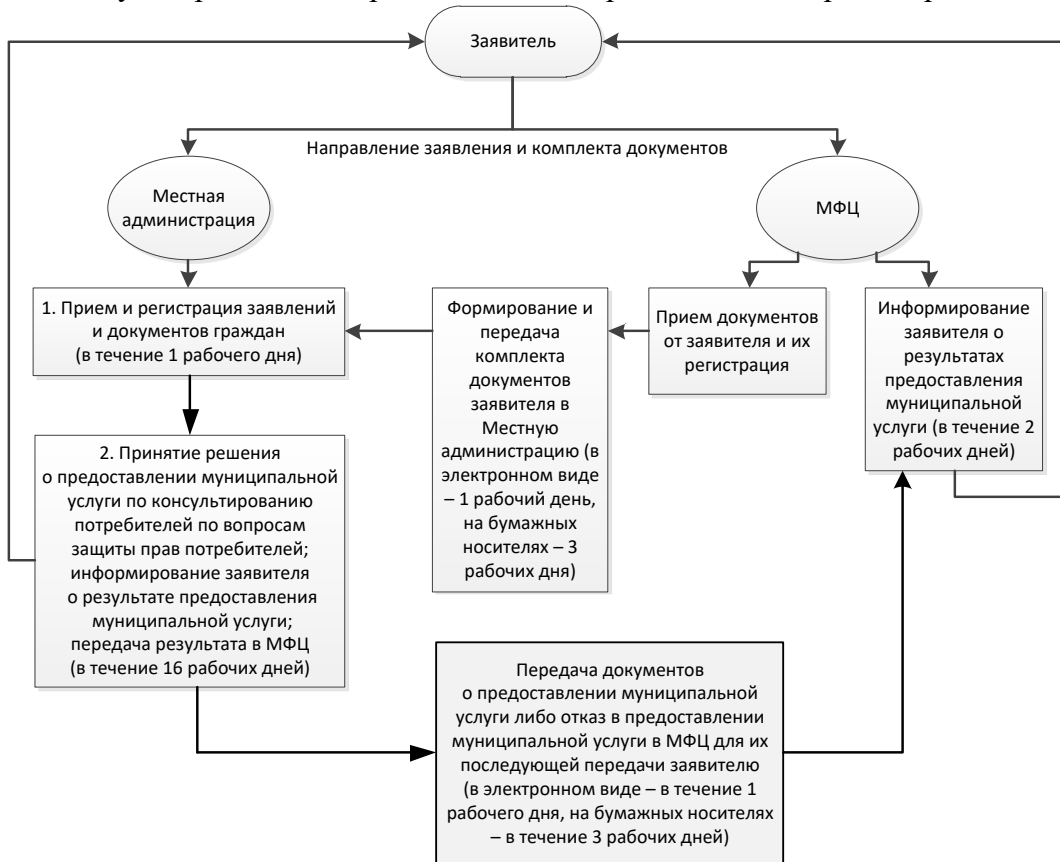 Заявитель
Направление заявления и комплекта документов
Местная
администрация
МФЦ
1. Прием и регистрация заявлений
и документов граждан
(в течение 1 рабочего дня)
Формирование и
передача
комплекта
документов
заявителя в
Местную
администрацию (в
электронном виде
– 1 рабочий день,
на бумажных
носителях – 3
рабочих дня)
Прием документов
от заявителя и их
регистрация
Информирование
заявителя о
результатах
предоставления
муниципальной
услуги (в течение 2
рабочих дней)
2. Принятие решения
о предоставлении муниципальной
услуги по консультированию
потребителей по вопросам
защиты прав потребителей;
информирование заявителя
о результате предоставления
муниципальной услуги;
передача результата в МФЦ
(в течение 16 рабочих дней)
Передача документов
о предоставлении муниципальной
услуги либо отказ в предоставлении
муниципальной услуги в МФЦ для их
последующей передачи заявителю
(в электронном виде – в течение 1
рабочего дня, на бумажных носителях
– в течение 3 рабочих дней)